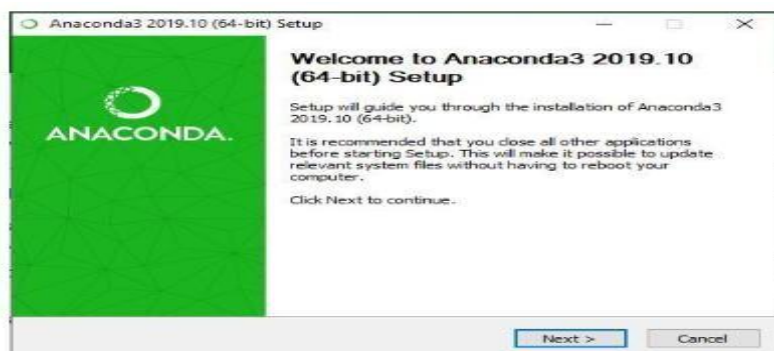 Anaconda3 2019.10 (64-bit) Setup
ANACONDA.
Welcome to Anaconda3 2019.10
(64-bit) Setup
Setup will guide you through the installation of Anaconda3
2019.10 (64-bit).
It is recommended that you close all other applications
before starting Setup. This will make it possible to update
relevant system files without having to reboot your
computer.
Click Next to continue.
Next >
Cancel